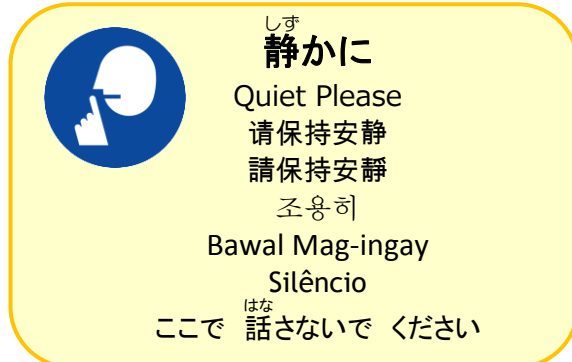 しず
静かに
Quiet Please
请保持安静
請保持安靜
조용히
Bawal Mag-ingay
Silêncio
はな
ここで 話さないで ください